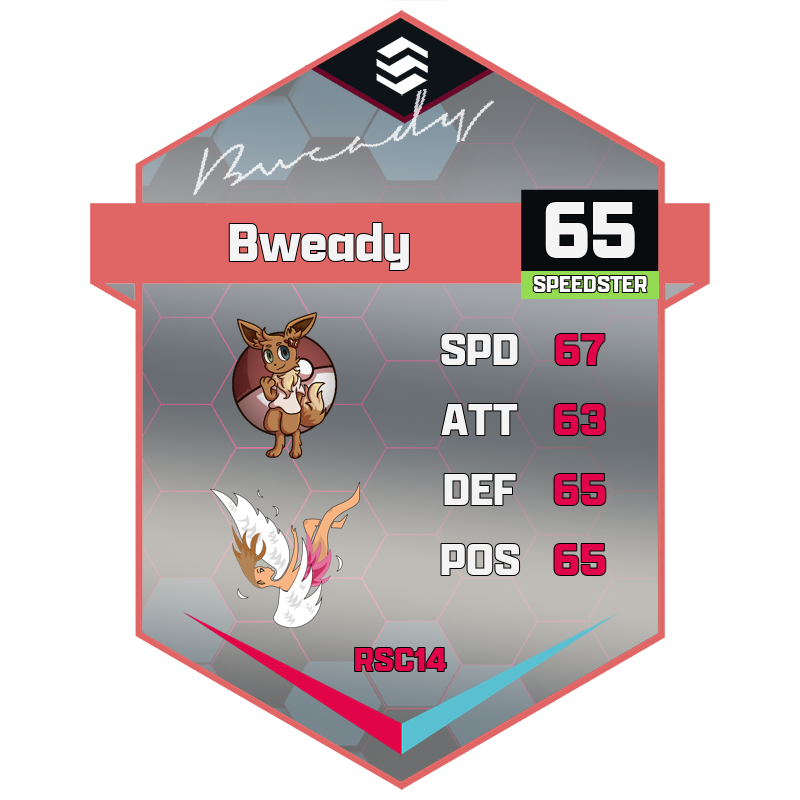 Bweady
Bweady
65
SPEEDSTER
SPD 67
ATT 63
DEF 65
POS 65
RSC14